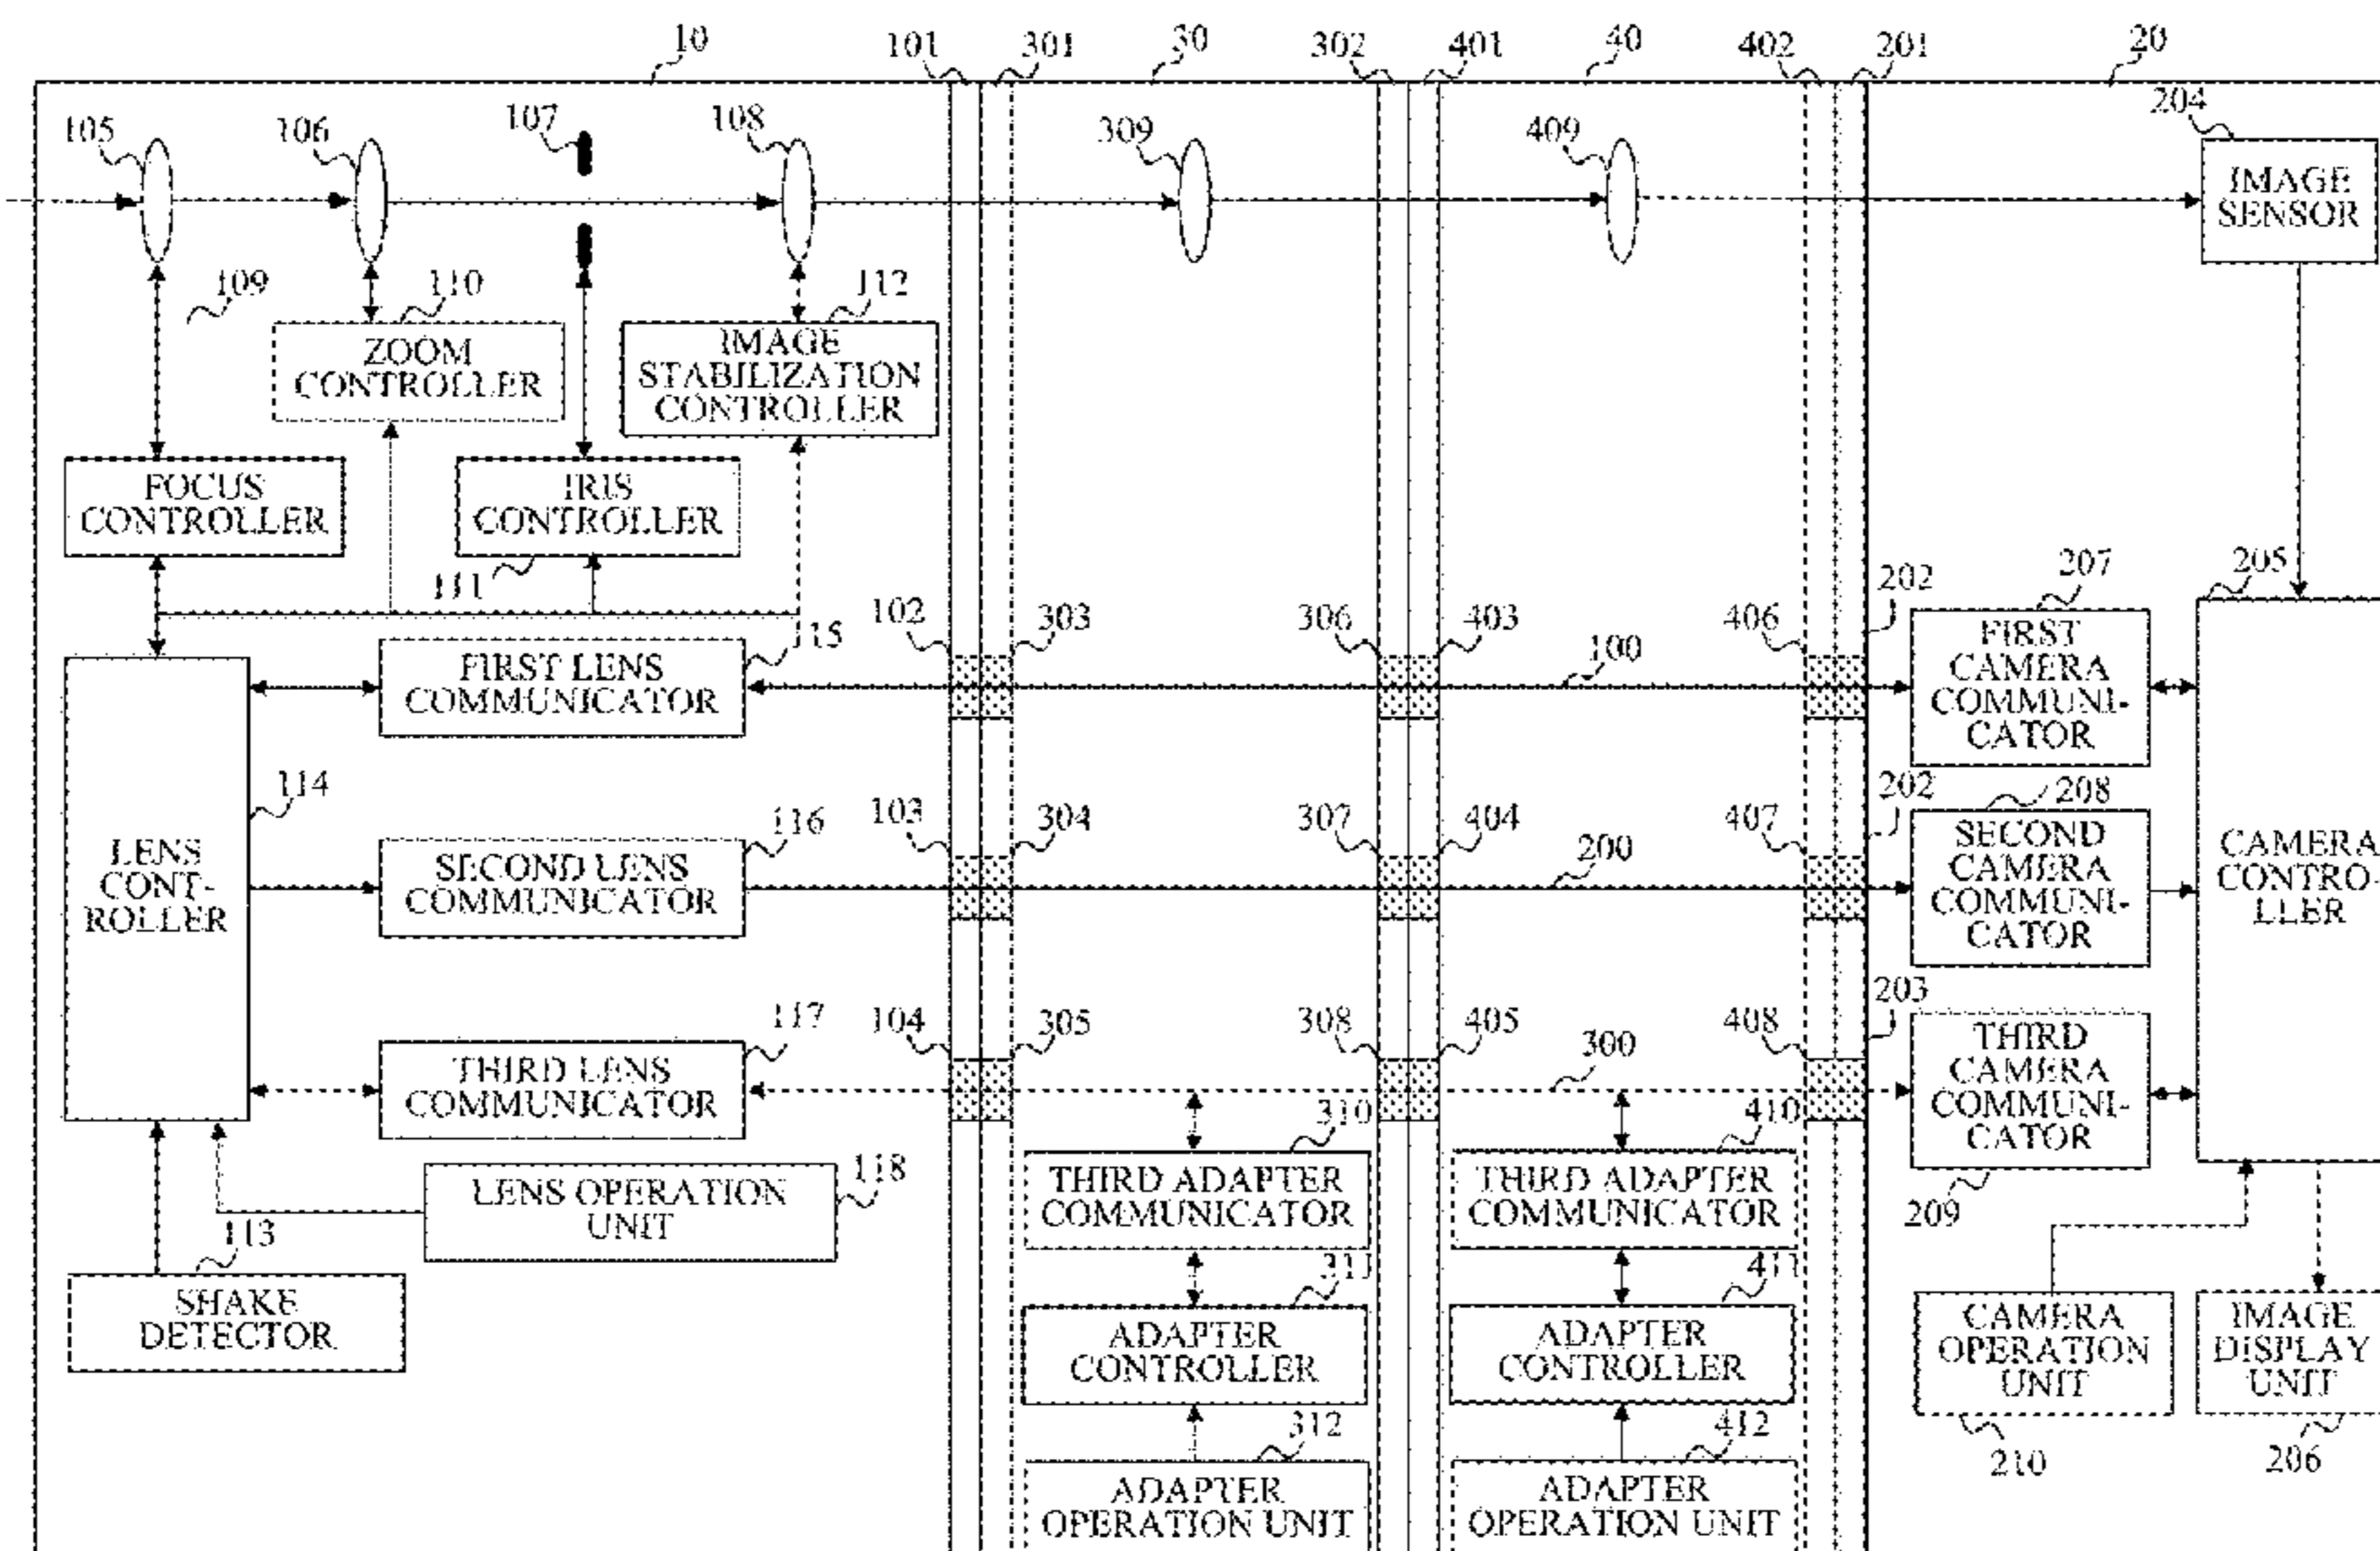 10
101
301
30
302
401
40
402
201
20
105
106
107
108
309
409
204
IMAGE
SENSOR
109
110
112
ZOOM
CONTROLLER
IMAGE
STABILIZATION
CONTROLLER
FOCUS
CONTROLLER
IRIS
CONTROLLER
111
15
102
303
306
403
100
406
202
207
205
FIRST LENS
COMMUNICATOR
FIRST
CAMERA
COMMUNI-
CATOR
114
LENS
CONT-
ROLLER
116
103
304
307
404
200
407
202
208
SECOND LENS
COMMUNICATOR
SECOND
CAMERA
COMMUNI-
CATOR
CAMERA
CONTRO-
LLER
117
104
305
308
405
300
408
203
THIRD LENS
COMMUNICATOR
THIRD
CAMERA
COMMUNI-
CATOR
209
118
LENS OPERATION
UNIT
310
THIRD ADAPTER
COMMUNICATOR
410
THIRD ADAPTER
COMMUNICATOR
113
SHAKE
DETECTOR
311
ADAPTER
CONTROLLER
411
ADAPTER
CONTROLLER
CAMERA
OPERATION
UNIT
210
IMAGE
DISPLAY
UNIT
206
312
ADAPTER
OPERATION UNIT
412
ADAPTER
OPERATION UNIT